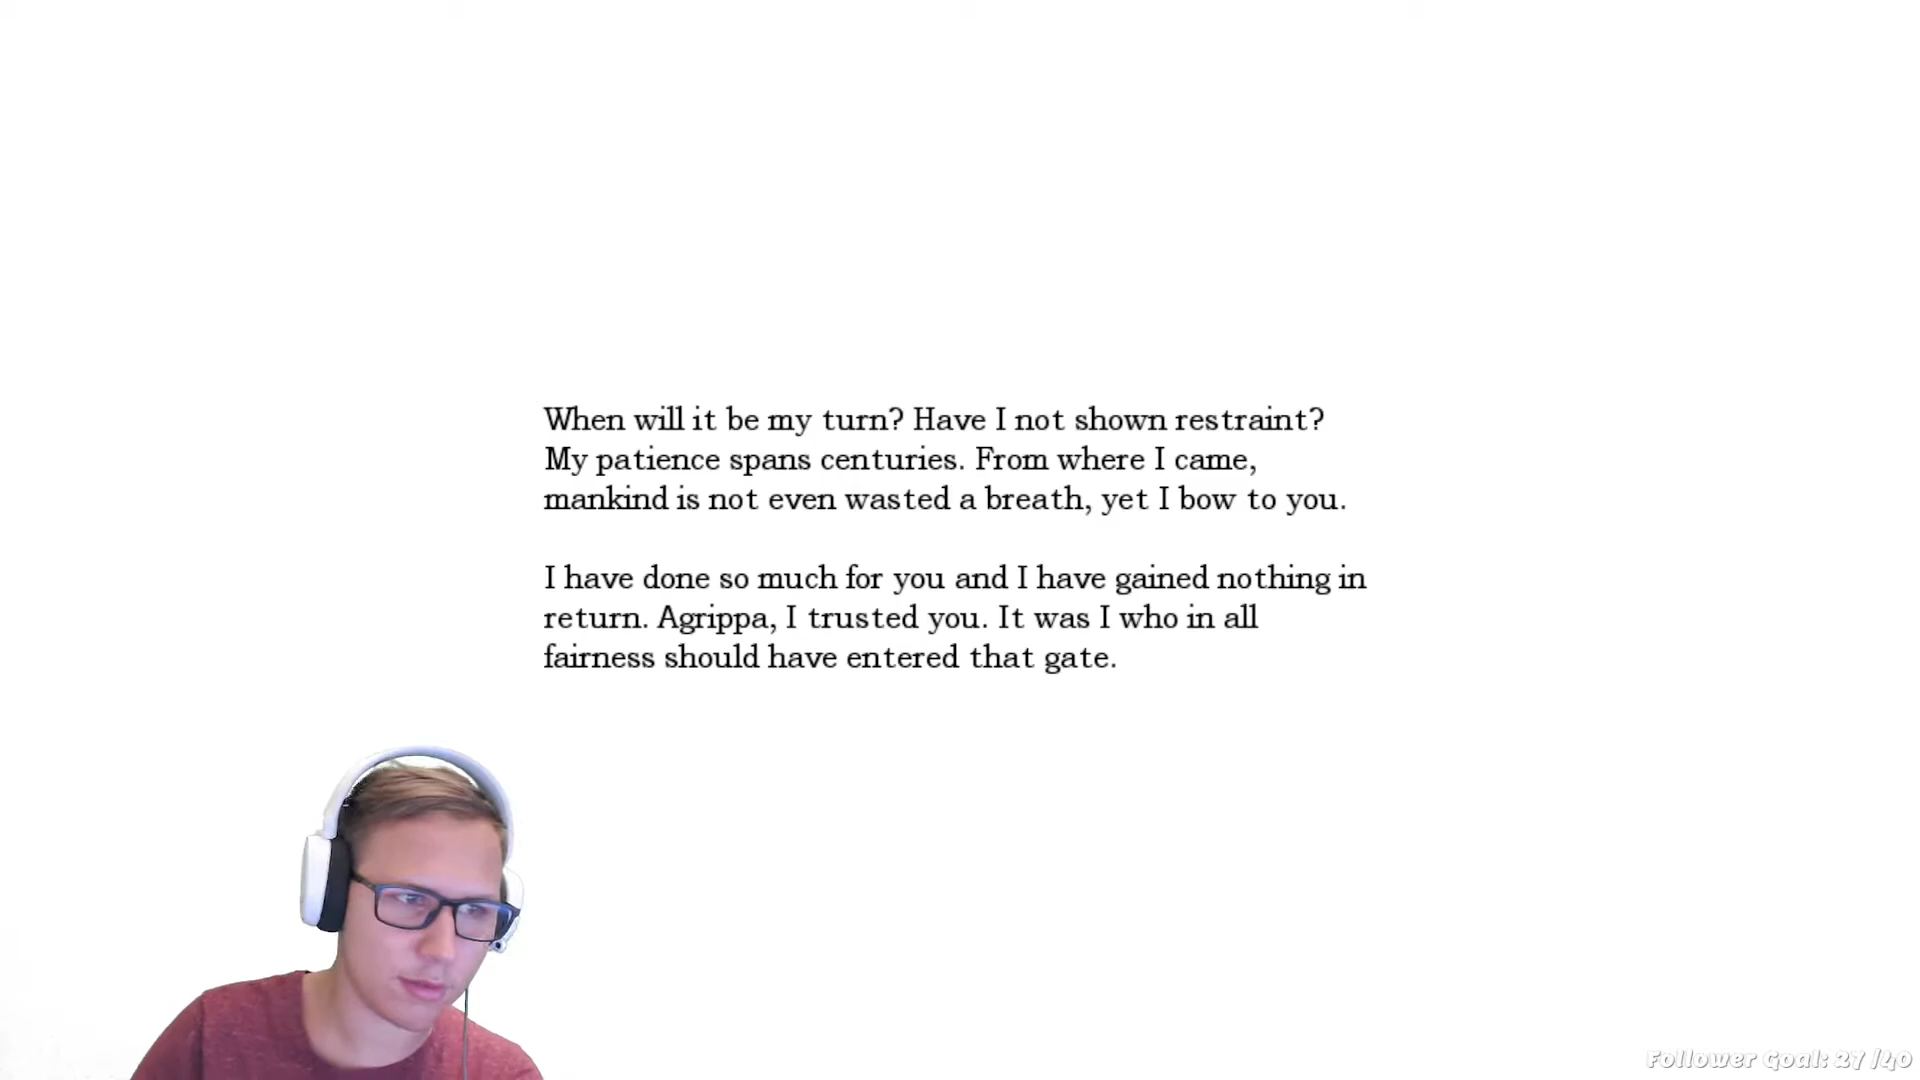 When will it be my turn? Have I not shown restraint?
My patience spans centuries. From where I came,
mankind is not even wasted a breath, yet I bow to you.
I have done so much for you and I have gained nothing in
return. Agrippa, I trusted you. It was I who in all
fairness should have entered that gate.
Follower Goal: 27 /40